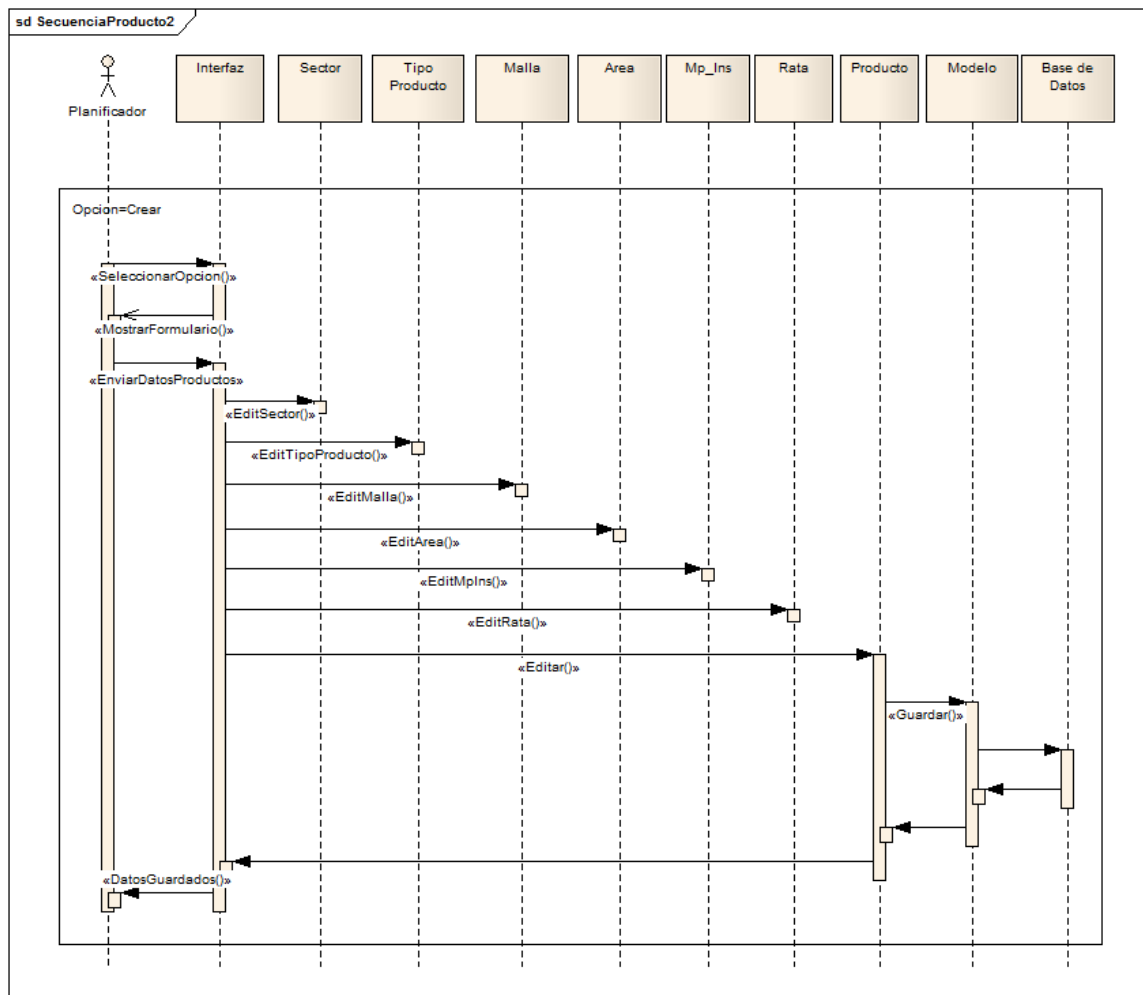 sd SecuenciaProducto2
Planificador
Interfaz
Sector
Tipo
Producto
Malla
Area
Mp_Ins
Rata
Producto
Modelo
Base de
Datos
Opcion=Crear
«SeleccionarOpcion()»
«MostrarFormulario()»
«EnviarDatosProductos»
«EditSector()»
«EditTipoProducto()»
«EditMalla()»
«EditArea()»
«EditMpIns()»
«EditRata()»
«Editar()»
«Guardar()»
«DatosGuardados()»